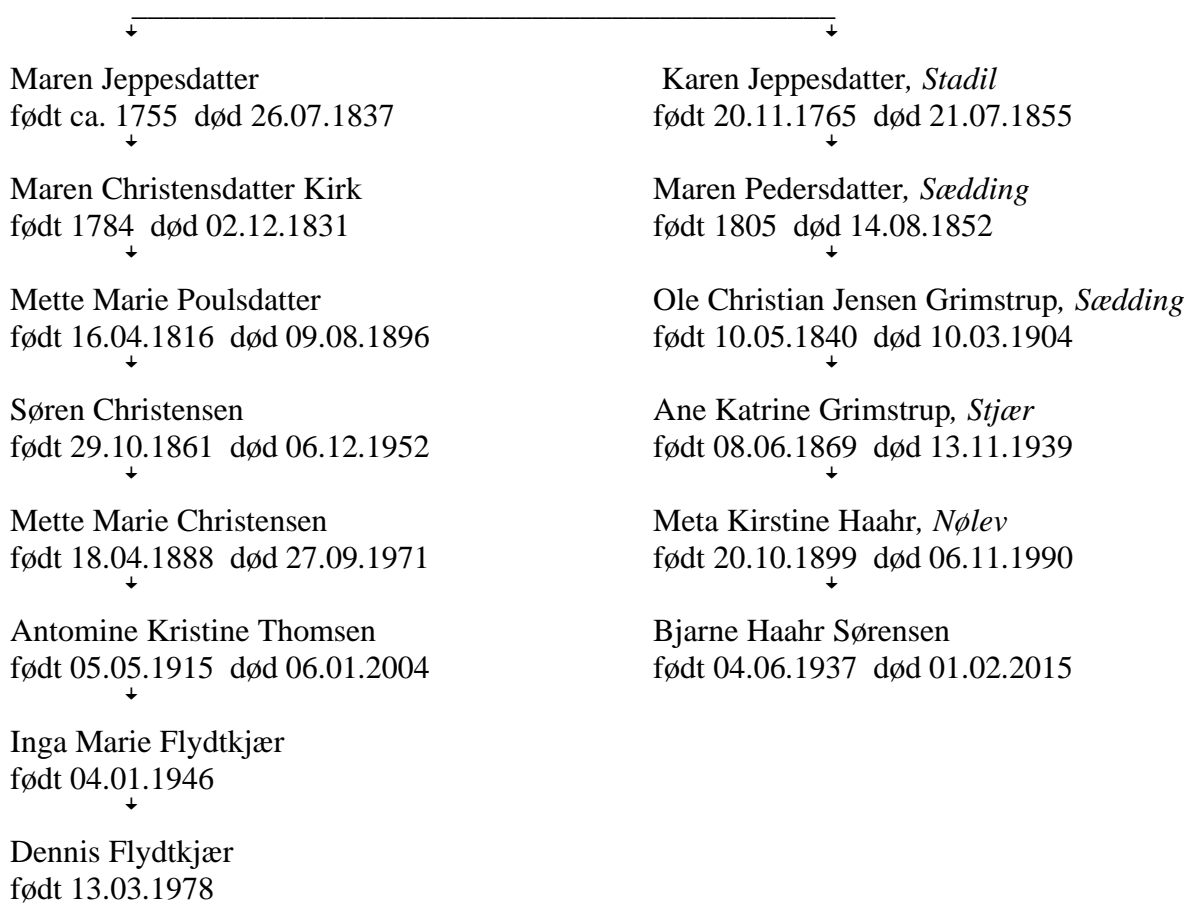 Maren Jeppesdatter
født ca. 1755 død 26.07.1837
Maren Christensdatter Kirk
født 1784 død 02.12.1831
Mette Marie Poulsdatter
født 16.04.1816 død 09.08.1896
Søren Christensen
født 29.10.1861 død 06.12.1952
Mette Marie Christensen
født 18.04.1888 død 27.09.1971
Antomine Kristine Thomsen
født 05.05.1915 død 06.01.2004
Inga Marie Flydtkjær
født 04.01.1946
Dennis Flydtkjær
født 13.03.1978
Karen Jeppesdatter, Stadil
født 20.11.1765 død 21.07.1855
Maren Pedersdatter, Sædding
født 1805 død 14.08.1852
Ole Christian Jensen Grimstrup, Sædding
født 10.05.1840 død 10.03.1904
Ane Katrine Grimstrup, Stjær
født 08.06.1869 død 13.11.1939
Meta Kirstine Haahr, Nølev
født 20.10.1899 død 06.11.1990
Bjarne Haahr Sørensen
født 04.06.1937 død 01.02.2015